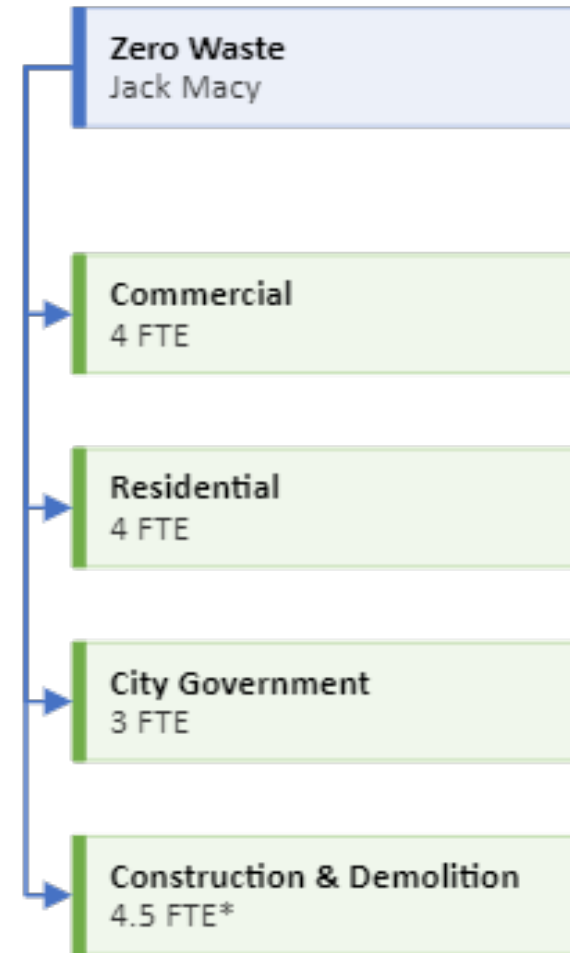 Zero Waste
Jack Macy
Commercial
4 FTE
Residential
4 FTE
City Government
3 FTE
Construction & Demolition
4.5 FTE*